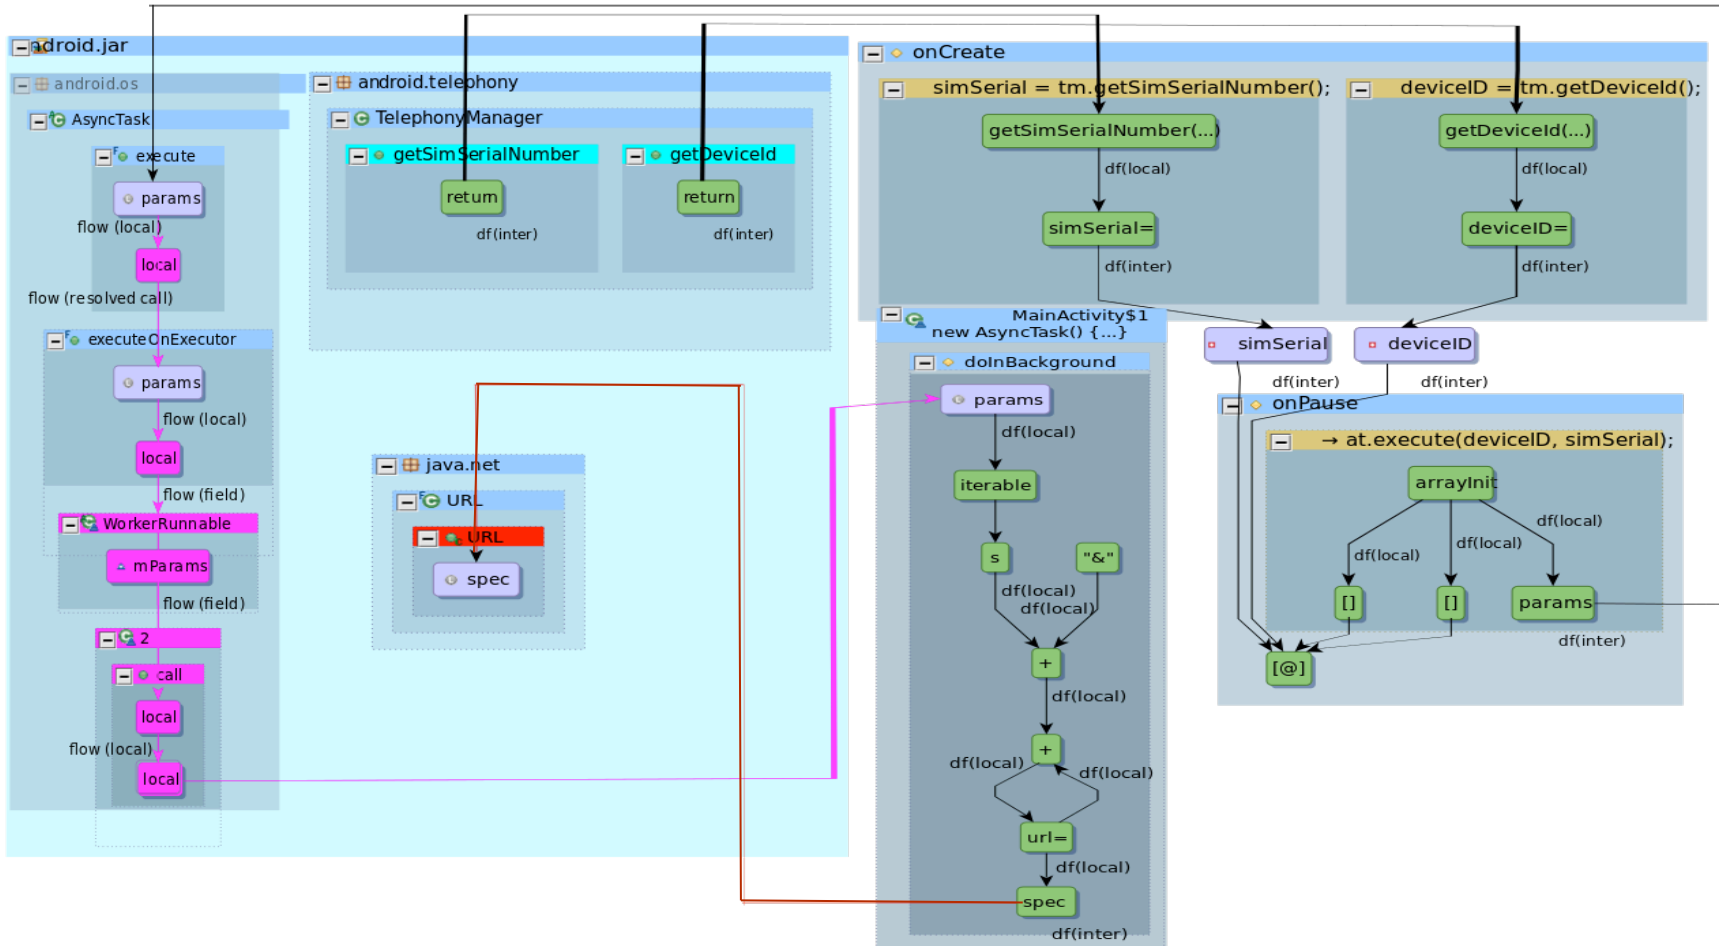 android.jar
android.os
AsyncTask
execute
params
flow (local)
local
flow (resolved call)
executeOnExecutor
params
flow (local)
local
flow (field)
WorkerRunnable
mParams
flow (field)
2
call
local
flow (local)
local
android.telephony
TelephonyManager
getSimSerialNumber
return
df(inter)
getDeviceId
return
df(inter)
java.net
URL
URL
spec
onCreate
simSerial = tm.getSimSerialNumber();
getSimSerialNumber(...)
df(local)
simSerial=
df(inter)
deviceID = tm.getDeviceId();
getDeviceId(...)
df(local)
deviceID=
df(inter)
MainActivity$1
new AsyncTask() {...}
doInBackground
params
df(local)
iterable
s
"&"
df(local)
df(local)
+
df(local)
+
df(local)
df(local)
url=
df(local)
spec
df(inter)
simSerial
deviceID
df(inter)
df(inter)
onPause
→ at.execute(deviceID, simSerial);
arrayInit
df(local)
df(local)
df(local)
[]
[]
params
df(inter)
[@]